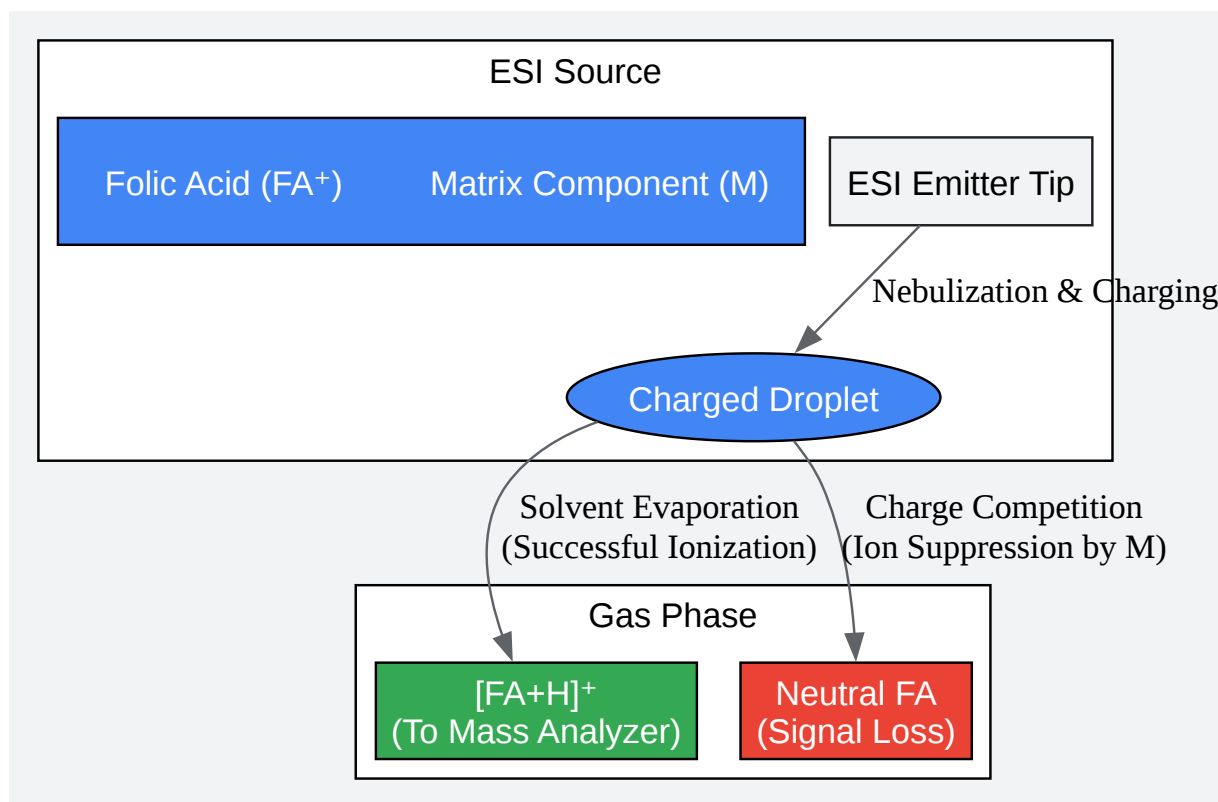 ESI Source
Folic Acid (FA⁺)
Matrix Component (M)
ESI Emitter Tip
Nebulization & Charging
Charged Droplet
Solvent Evaporation
(Successful Ionization)
Charge Competition
(Ion Suppression by M)
Gas Phase
[FA+H]⁺
(To Mass Analyzer)
Neutral FA
(Signal Loss)